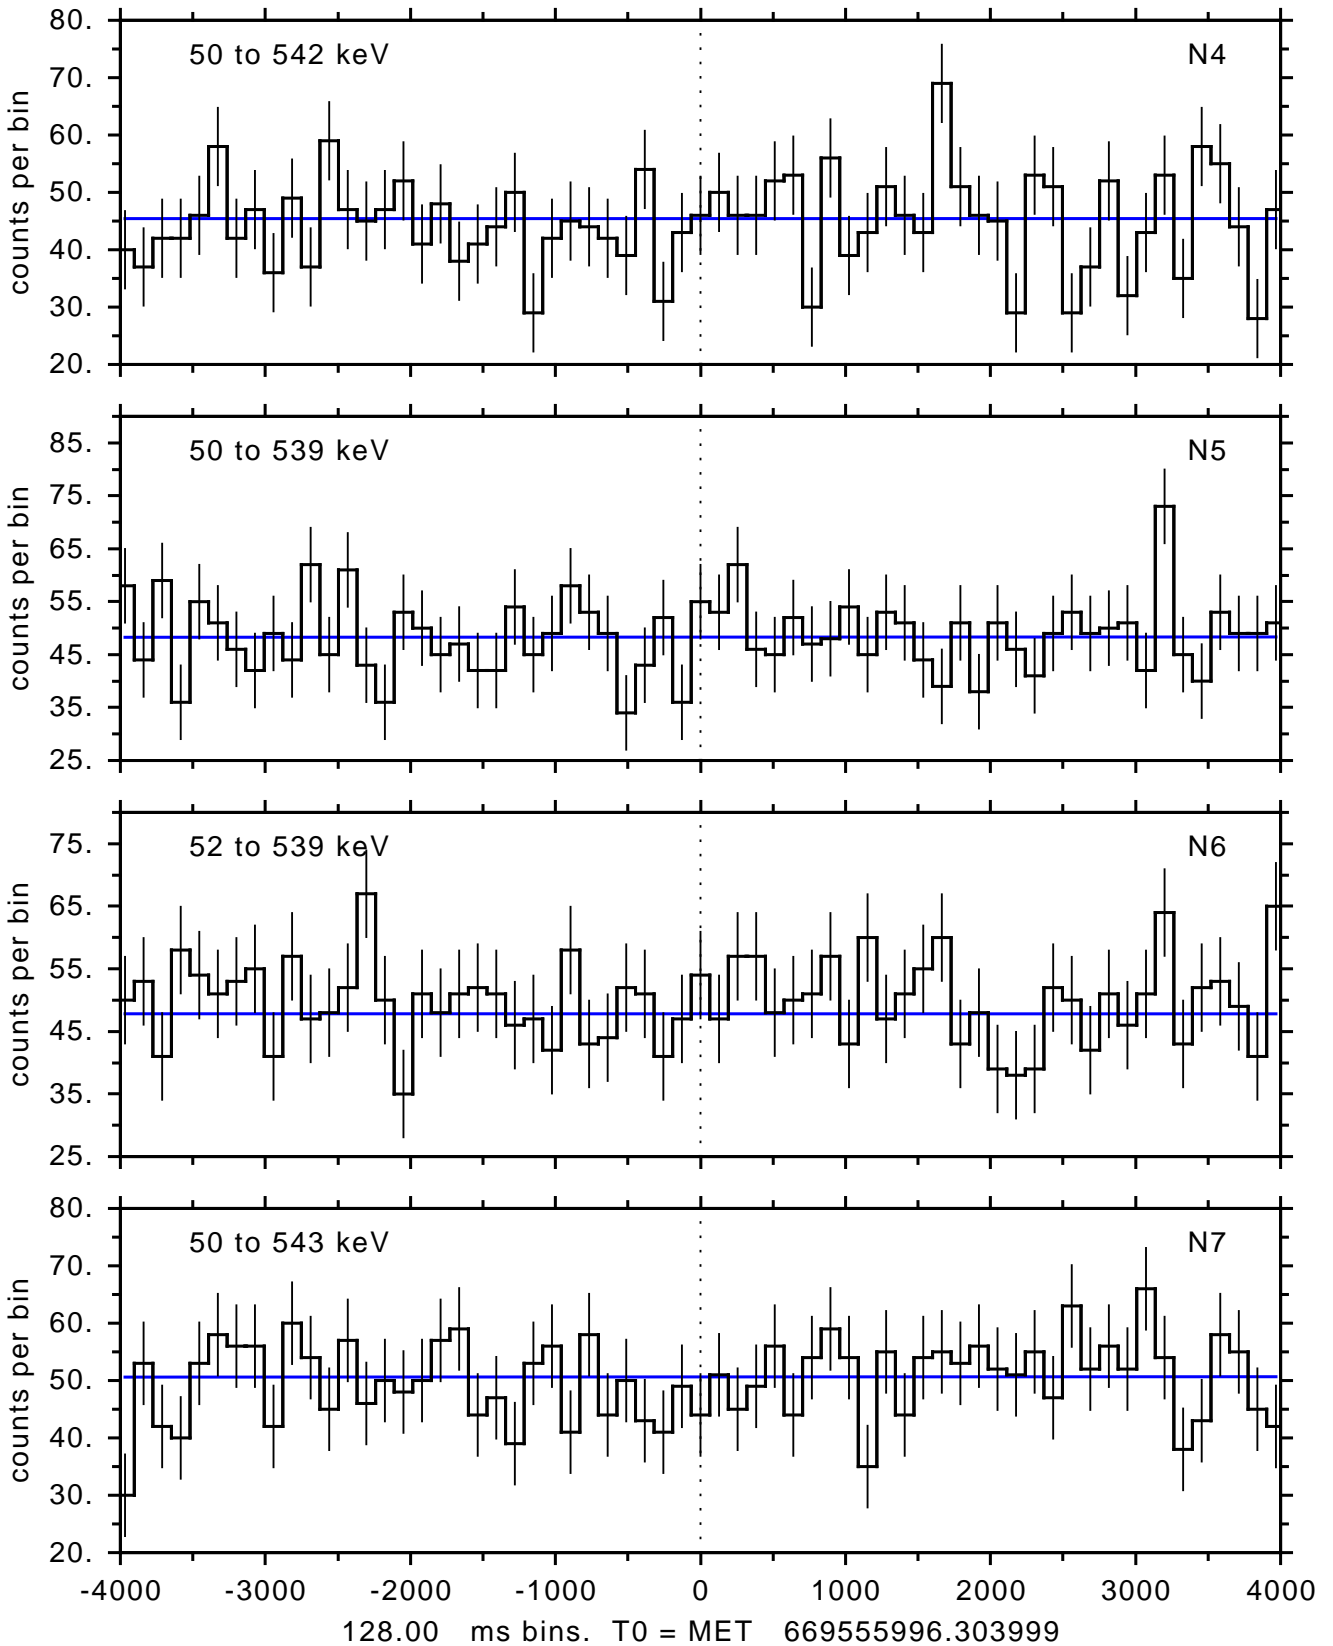 80.
50 to 542 keV N4
70.
60.
50.
40.
30.
20.
counts per bin
50 to 539 keV N5
85.
75.
65.
55.
45.
35.
25.
counts per bin
52 to 539 keV N6
75.
65.
55.
45.
35.
25.
counts per bin
80.
50 to 543 keV N7
70.
60.
50.
40.
30.
20.
counts per bin
-4000 -3000 -2000 -1000 0 1000 2000 3000 4000
128.00 ms bins. T0 = MET 669555996.303999